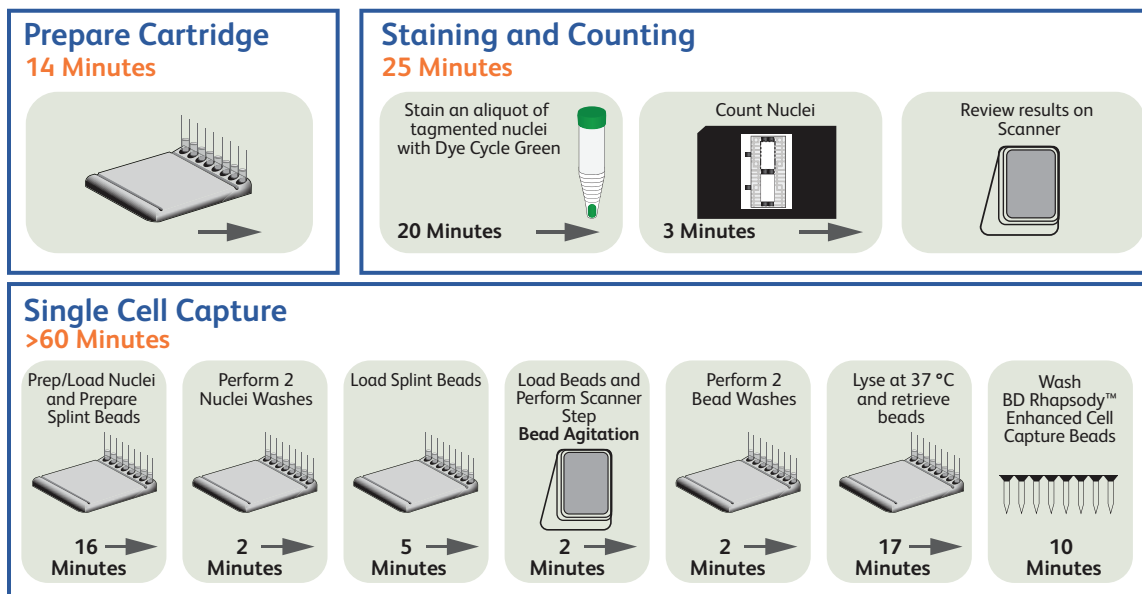 Prepare Cartridge
14 Minutes
Staining and Counting
25 Minutes
Stain an aliquot of
tagmented nuclei
with Dye Cycle Green
20 Minutes
Count Nuclei
3 Minutes
Review results on
Scanner
Single Cell Capture
>60 Minutes
Prep/Load Nuclei
and Prepare
Splint Beads
16
Minutes
Perform 2
Nuclei Washes
2
Minutes
Load Splint Beads
5
Minutes
Load Beads and
Perform Scanner
Step
Bead Agitation
2
Minutes
Perform 2
Bead Washes
2
Minutes
Lyse at 37 °C
and retrieve
beads
17
Minutes
Wash
BD Rhapsody™
Enhanced Cell
Capture Beads
10
Minutes